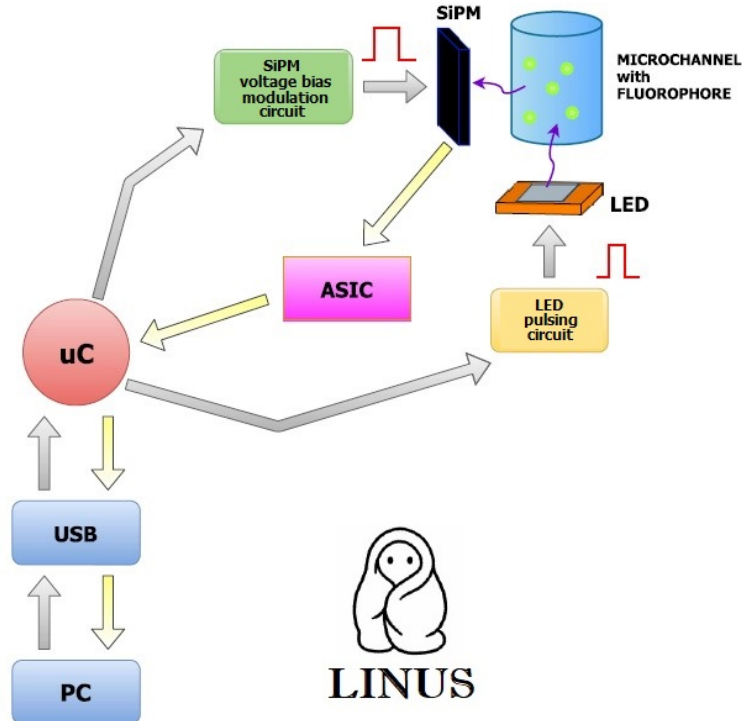 SiPM
SiPM
voltage bias
modulation
circuit
MICROCHANNEL
with
FLUOROPHORE
LED
ASIC
LED
pulsing
circuit
uC
USB
PC
LINUS